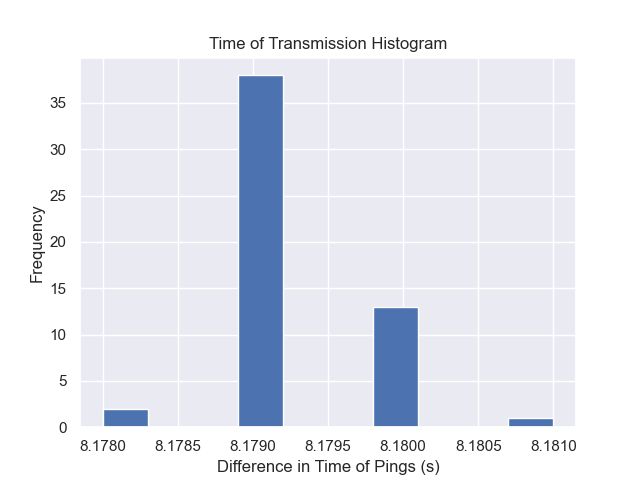 Time of Transmission Histogram
Frequency
35
30
25
20
15
10
5
0
8.1780 8.1785 8.1790 8.1795 8.1800 8.1805 8.1810
Difference in Time of Pings (s)